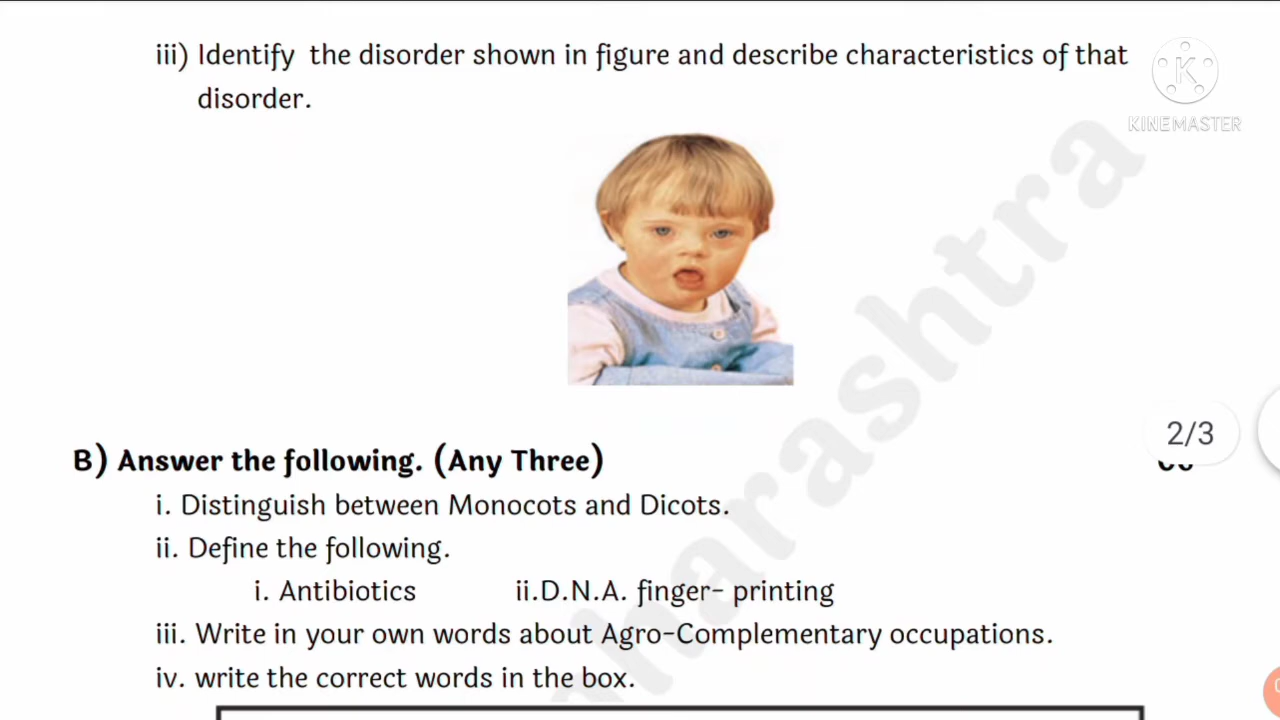 iii) Identify the disorder shown in figure and describe characteristics of that
disorder.
KINEMASTER
2/3
B) Answer the following. (Any Three)
i. Distinguish between Monocots and Dicots.
ii. Define the following.
i. Antibiotics ii.D.N.A. finger- printing
iii. Write in your own words about Agro-Complementary occupations.
iv. write the correct words in the box.
harashtra